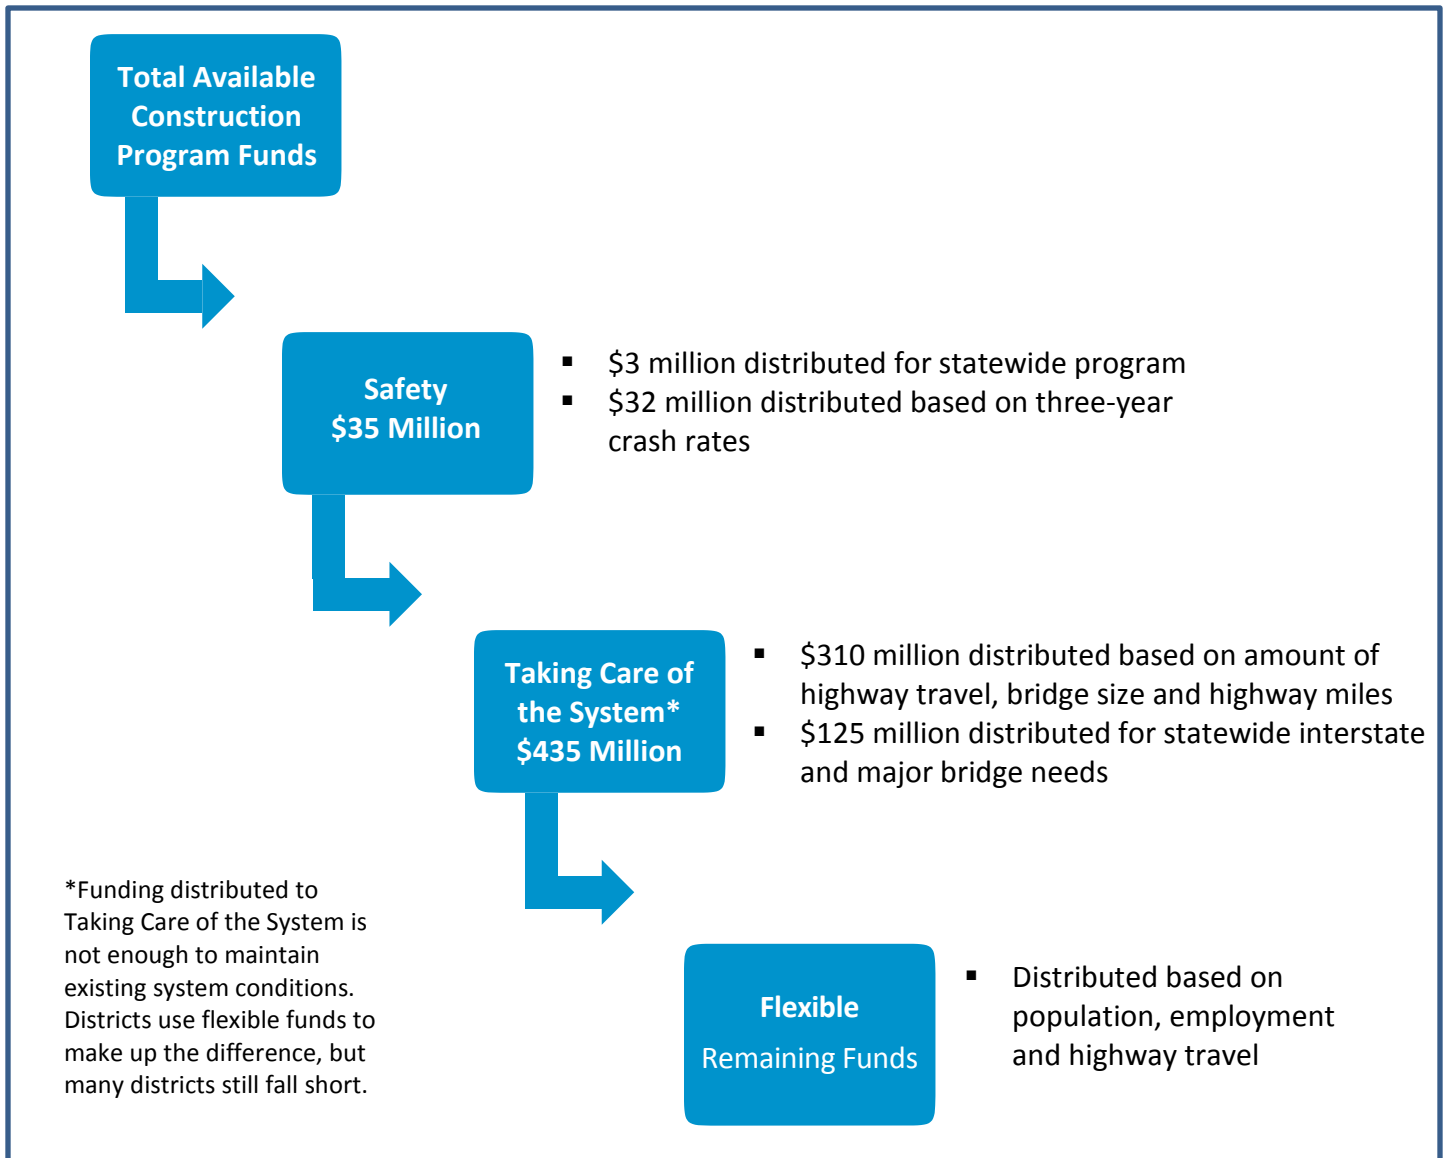 Total Available
Construction
Program Funds
Safety
$35 Million
▪ $3 million distributed for statewide program
▪ $32 million distributed based on three-year
crash rates
Taking Care of
the System*
$435 Million
▪ $310 million distributed based on amount of
highway travel, bridge size and highway miles
▪ $125 million distributed for statewide interstate
and major bridge needs
*Funding distributed to
Taking Care of the System is
not enough to maintain
existing system conditions.
Districts use flexible funds to
make up the difference, but
many districts still fall short.
Flexible
Remaining Funds
▪ Distributed based on
population, employment
and highway travel